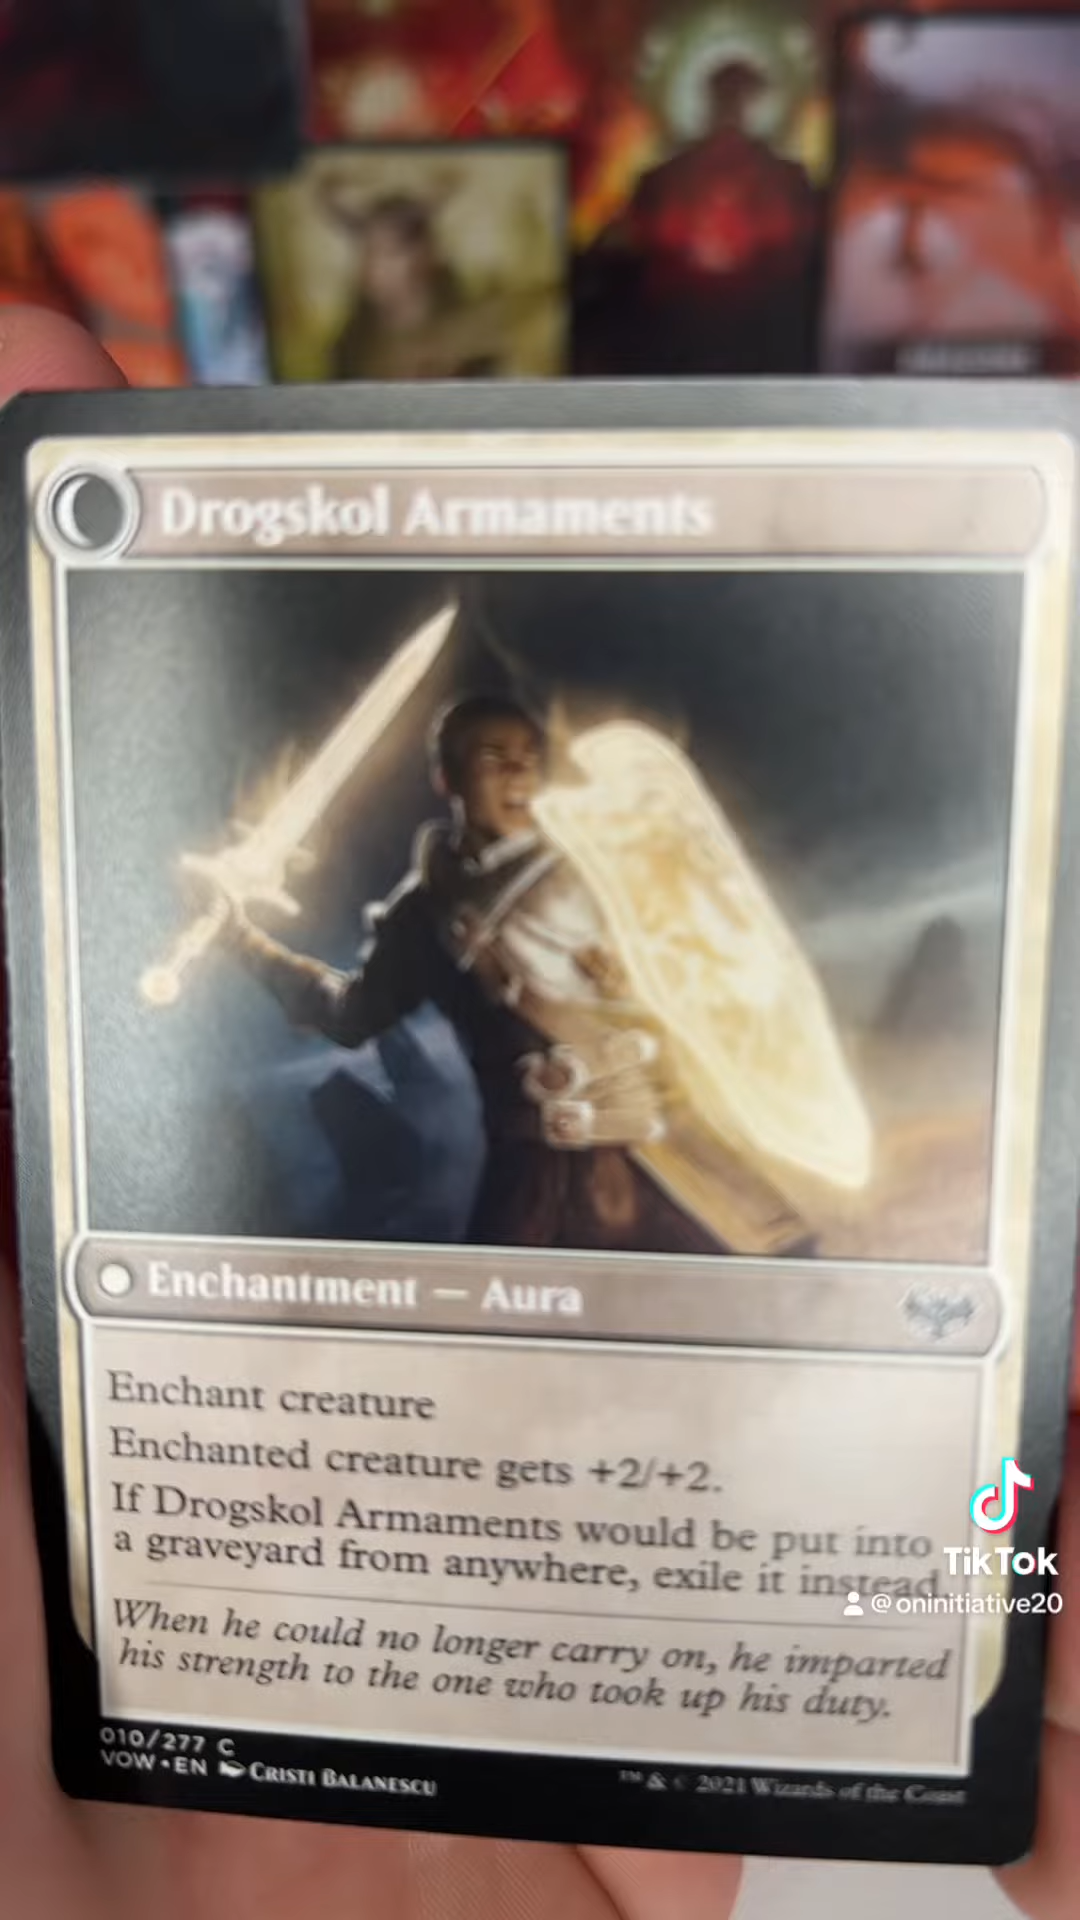 Drogskol Armaments
Enchantment — Aura
Enchant creature
Enchanted creature gets +2/+2.
If Drogskol Armaments would be put into
a graveyard from anywhere, exile it instead.
When he could no longer carry on, he imparted
his strength to the one who took up his duty.
010/277 C
VOW • EN CRISTI BALANESCU
™ & © 2021 Wizards of the Coast
TikTok
@oninitiative20